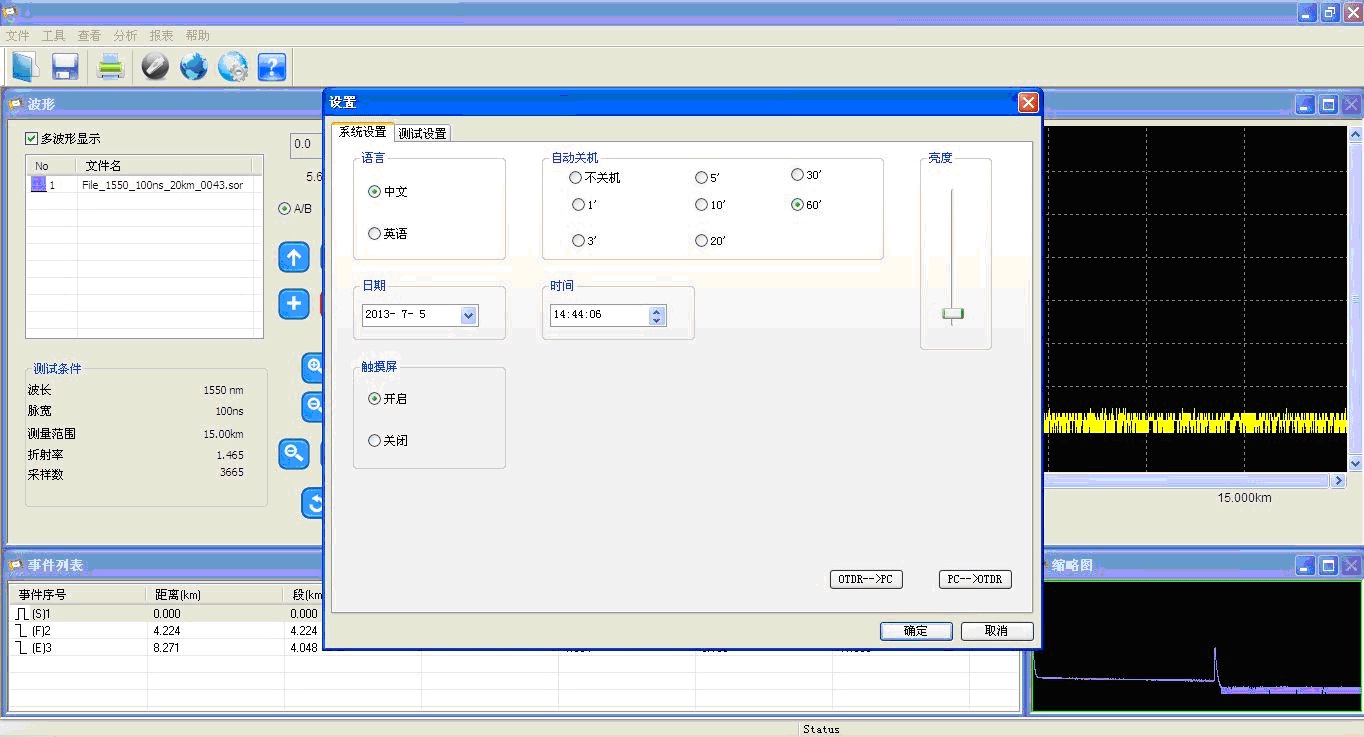 文件 工具 查看 分析 报表 帮助
波形
多波形显示
No 文件名
1 File_1550_100ns_20km_0043.sor
0.0
5.6
A/B
测试条件
波长 1550 nm
脉宽 100ns
测量范围 15.00km
折射率 1.465
采样数 3665
设置
系统设置 测试设置
语言
中文
英语
自动关机
不关机 5' 30'
1' 10' 60'
3' 20'
亮度
日期
2013- 7- 5
时间
14:44:06
触摸屏
开启
关闭
OTDR-->PC PC-->OTDR
确定 取消
15.000km
事件列表
事件序号 距离(km) 段(km
(S)1 0.000 0.000
(F)2 4.224 4.224
(E)3 8.271 4.048
缩略图
Status